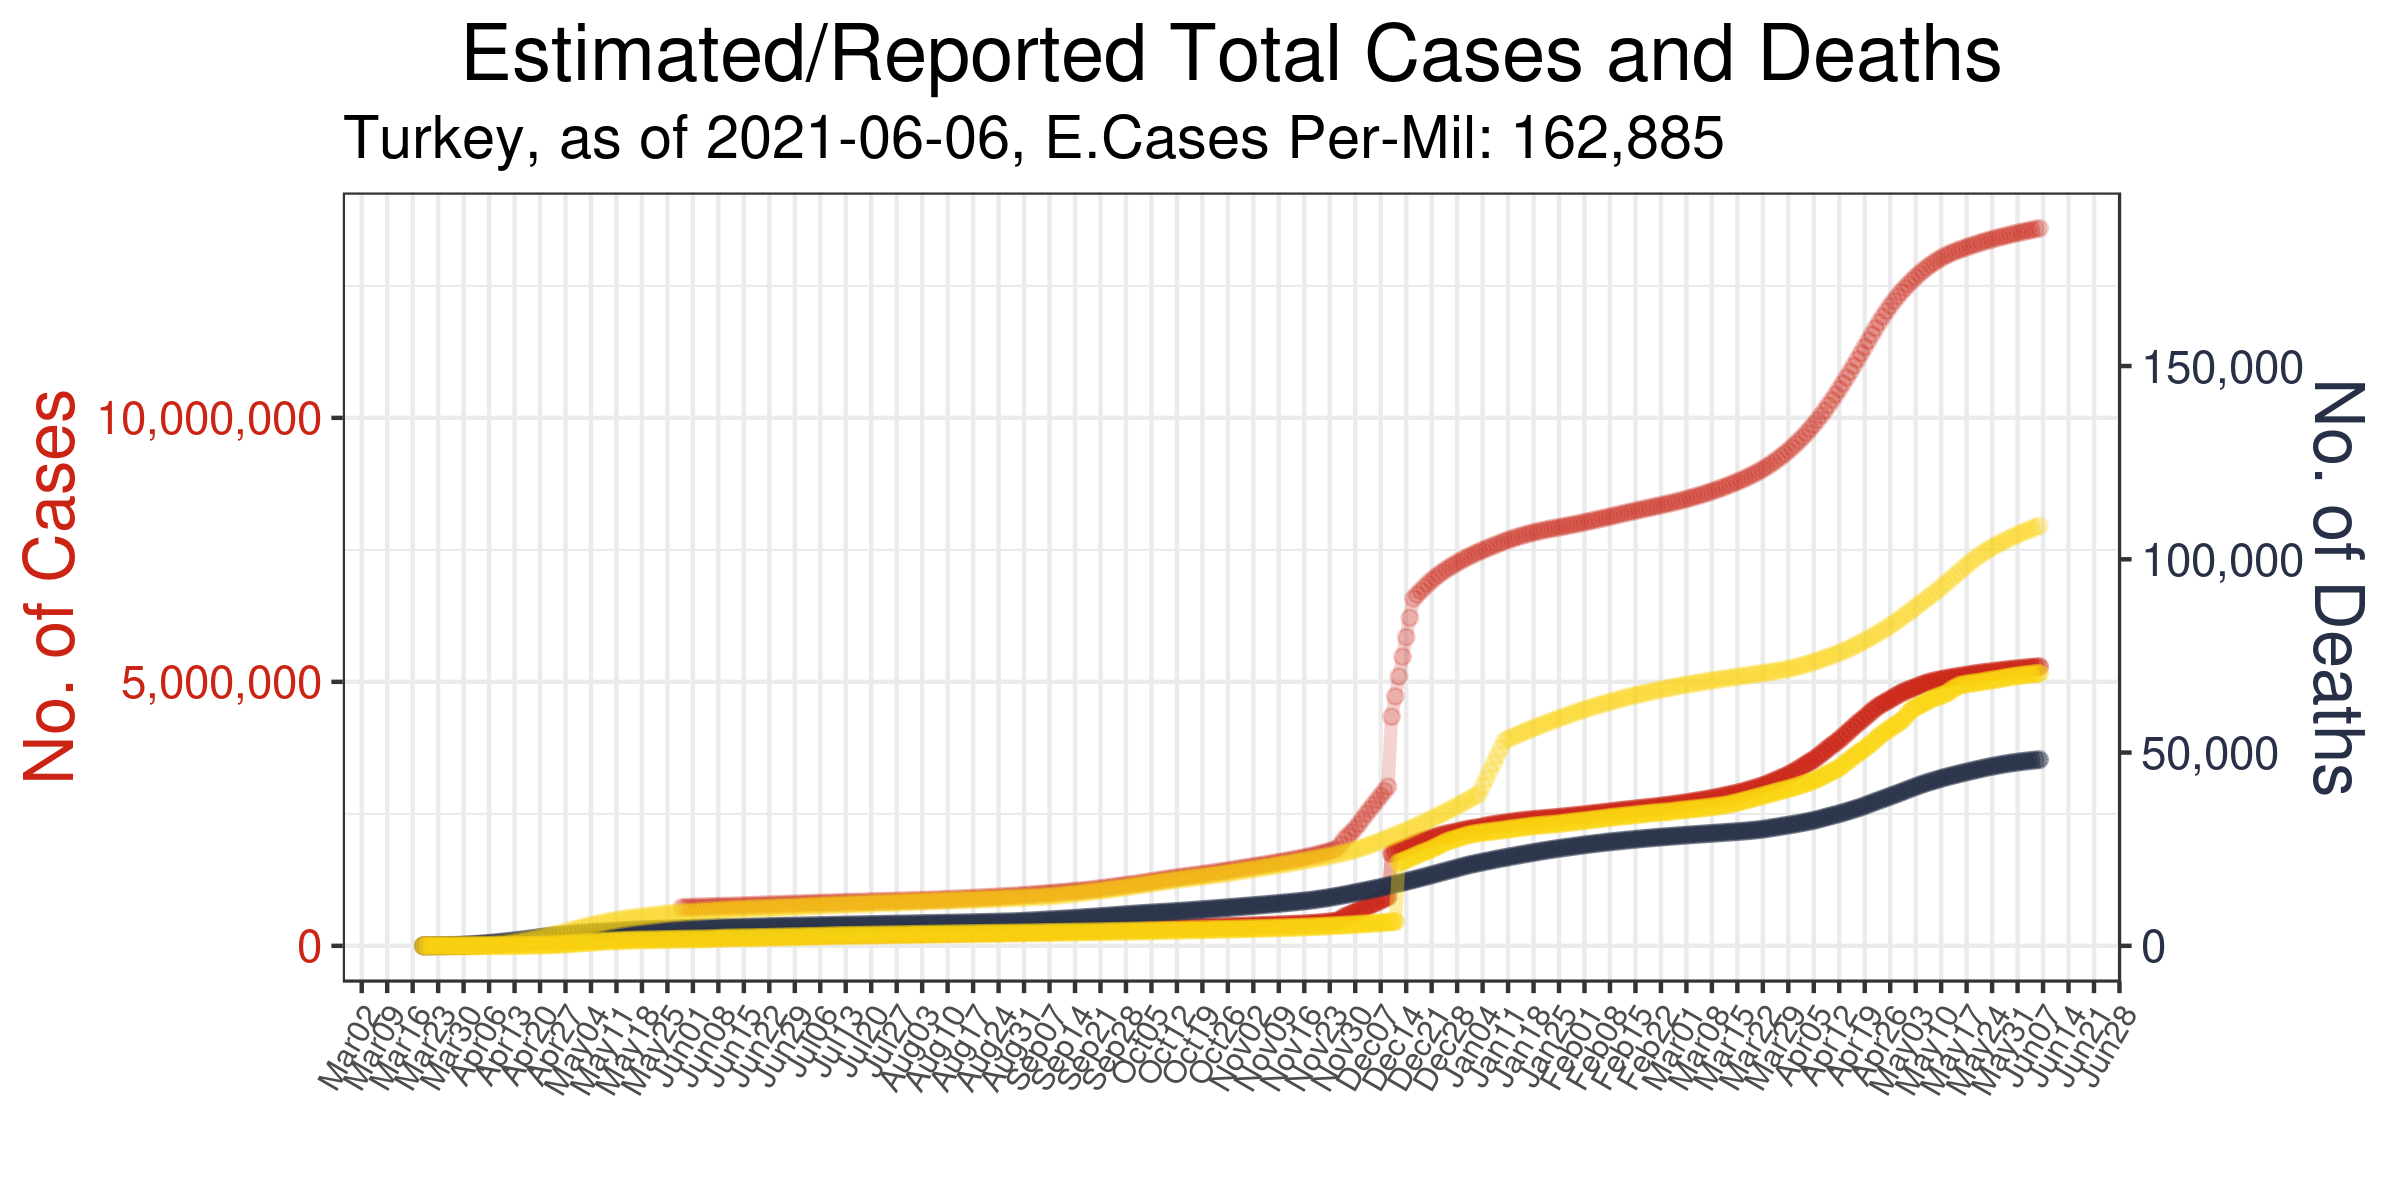 Estimated/Reported Total Cases and Deaths
Turkey, as of 2021-06-06, E.Cases Per-Mil: 162,885
No. of Cases
10,000,000
5,000,000
0
150,000
100,000
50,000
0
No. of Deaths
Mar02 Mar09 Mar16 Mar23 Mar30 Apr06 Apr13 Apr20 Apr27 May04 May11 May18 May25 Jun01 Jun08 Jun15 Jun22 Jun29 Jul06 Jul13 Jul20 Jul27 Aug03 Aug10 Aug17 Aug24 Aug31 Sep07 Sep14 Sep21 Sep28 Oct05 Oct12 Oct19 Oct26 Nov02 Nov09 Nov16 Nov23 Nov30 Dec07 Dec14 Dec21 Dec28 Jan04 Jan11 Jan18 Jan25 Feb01 Feb08 Feb15 Feb22 Mar01 Mar08 Mar15 Mar22 Mar29 Apr05 Apr12 Apr19 Apr26 May03 May10 May17 May24 May31 Jun07 Jun14 Jun21 Jun28